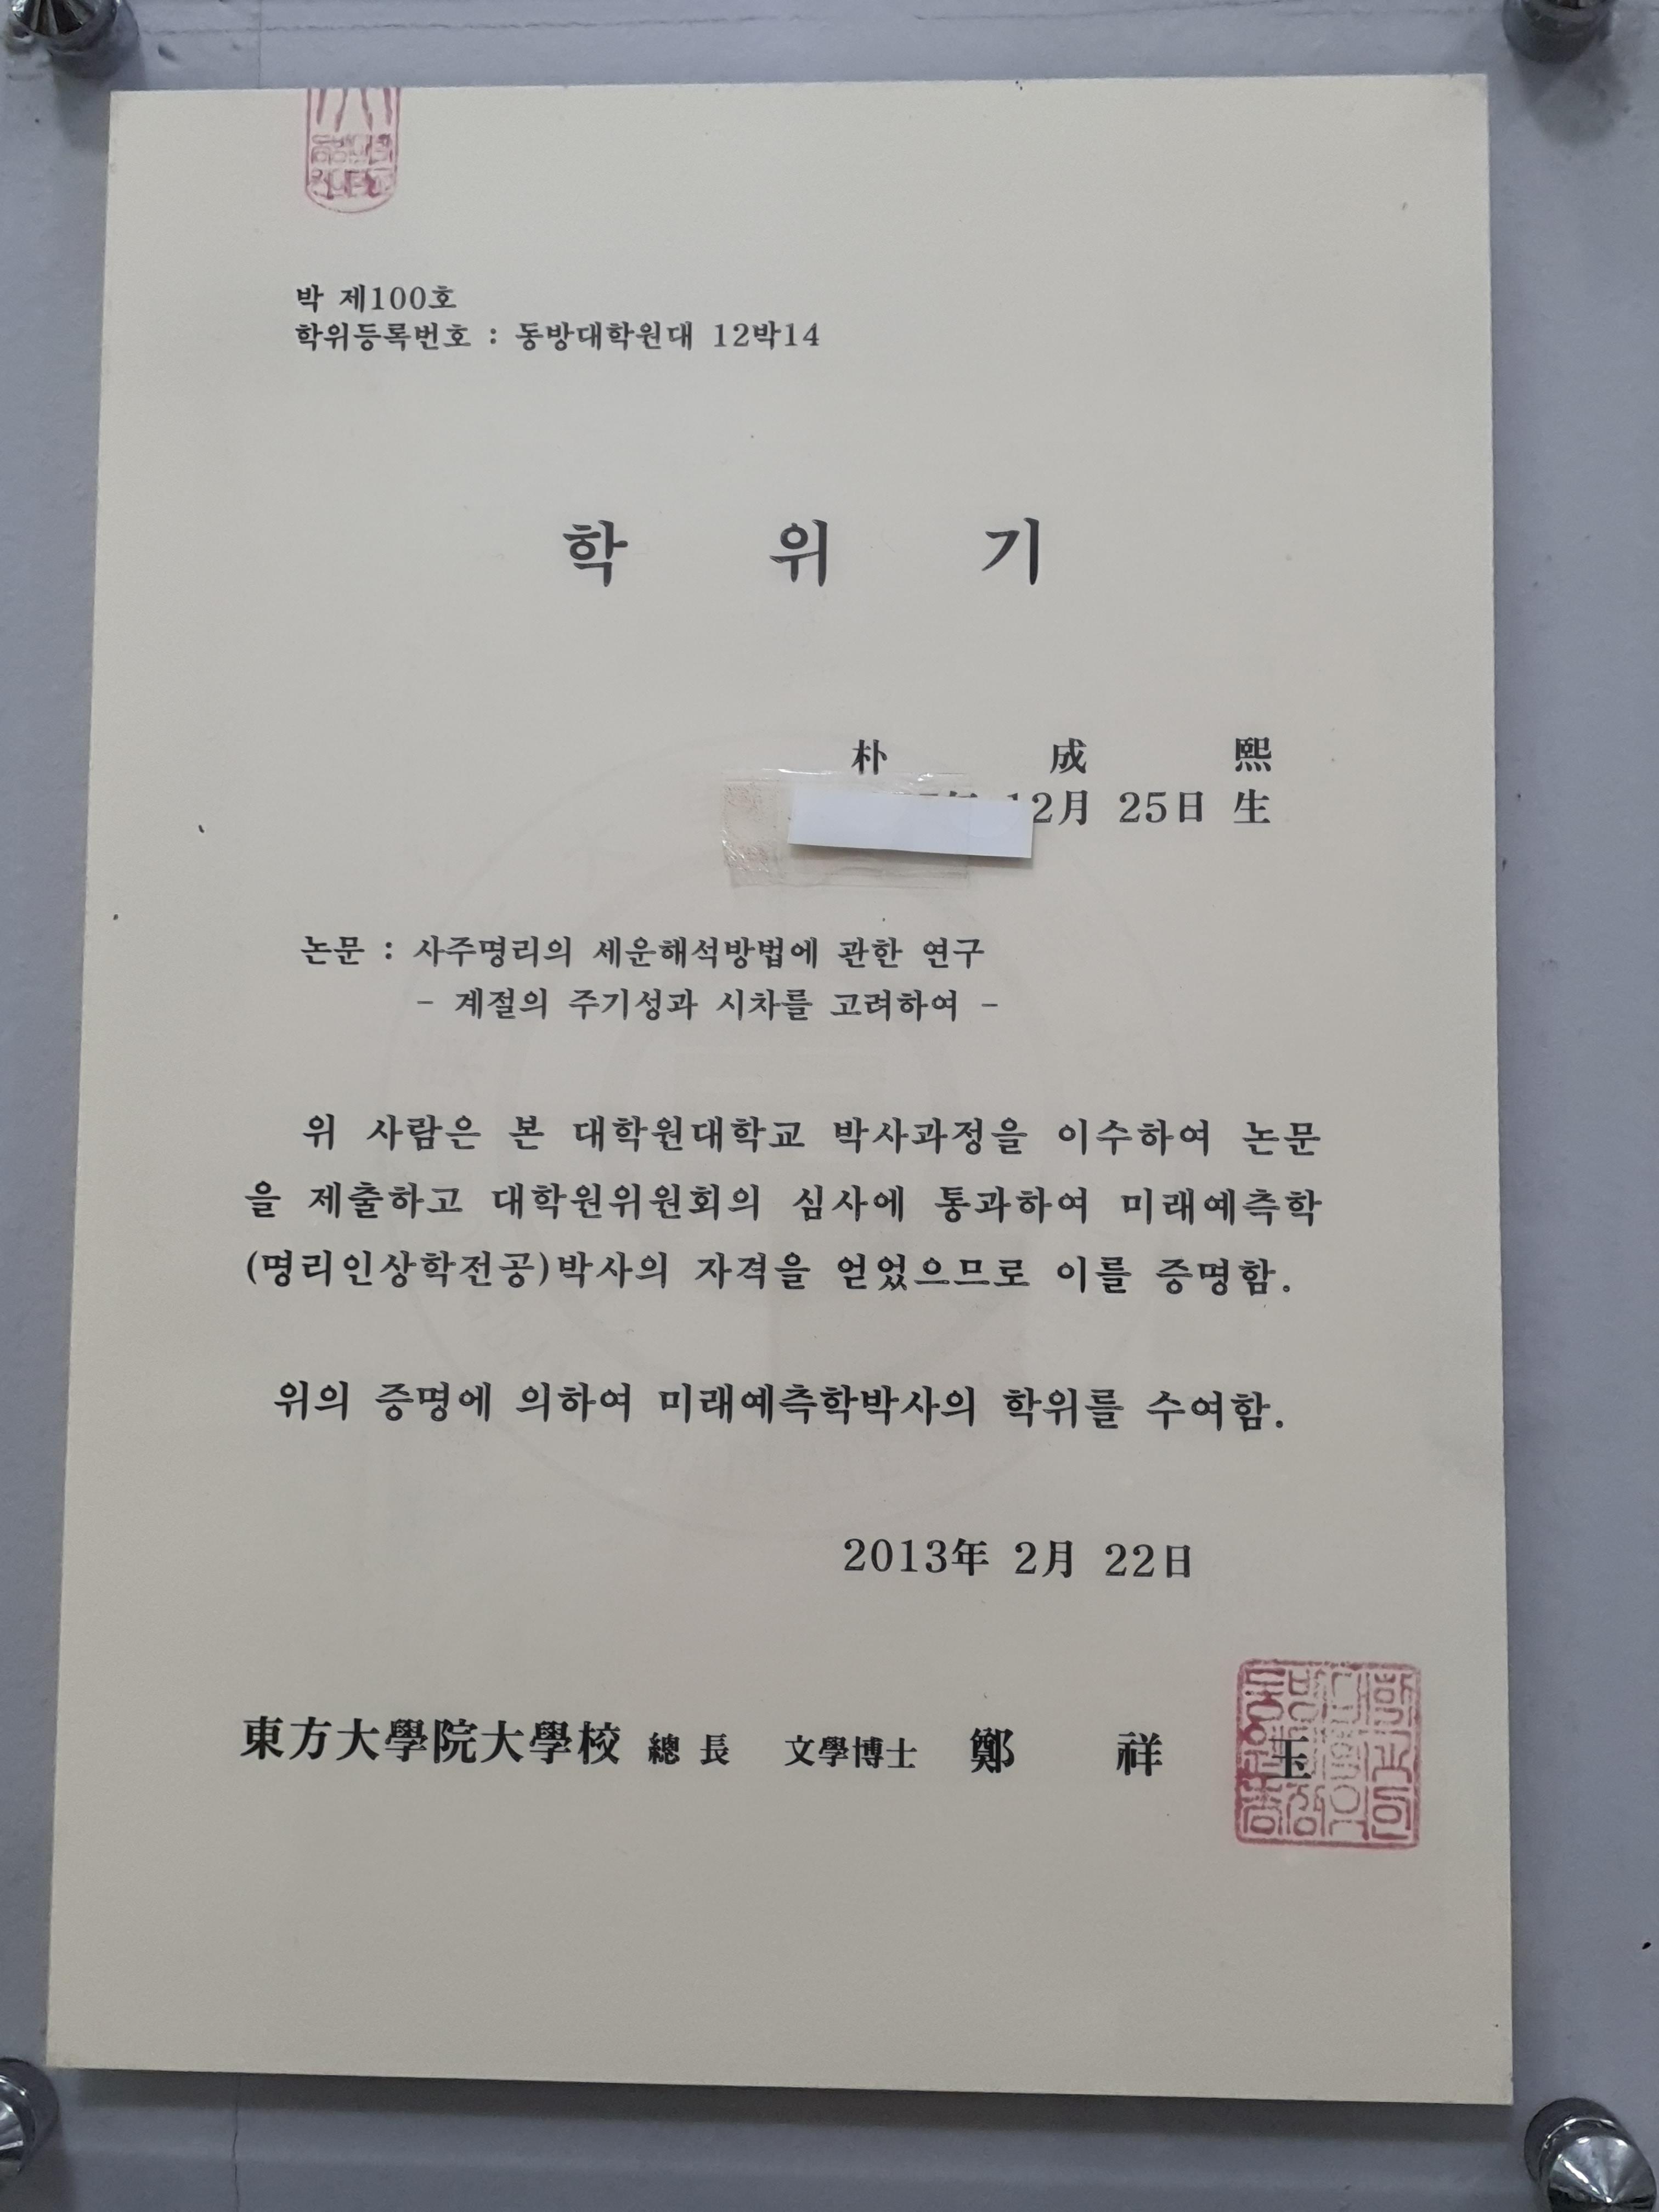 박 제100호
학위등록번호 : 동방대학원대 12박14
학 위 기
朴 成 熙
12月 25日 生
논문 : 사주명리의 세운해석방법에 관한 연구
- 계절의 주기성과 시차를 고려하여 -
위 사람은 본 대학원대학교 박사과정을 이수하여 논문
을 제출하고 대학원위원회의 심사에 통과하여 미래예측학
(명리인상학전공)박사의 자격을 얻었으므로 이를 증명함.
위의 증명에 의하여 미래예측학박사의 학위를 수여함.
2013年 2月 22日
東方大學院大學校 總長 文學博士 鄭 祥 玉